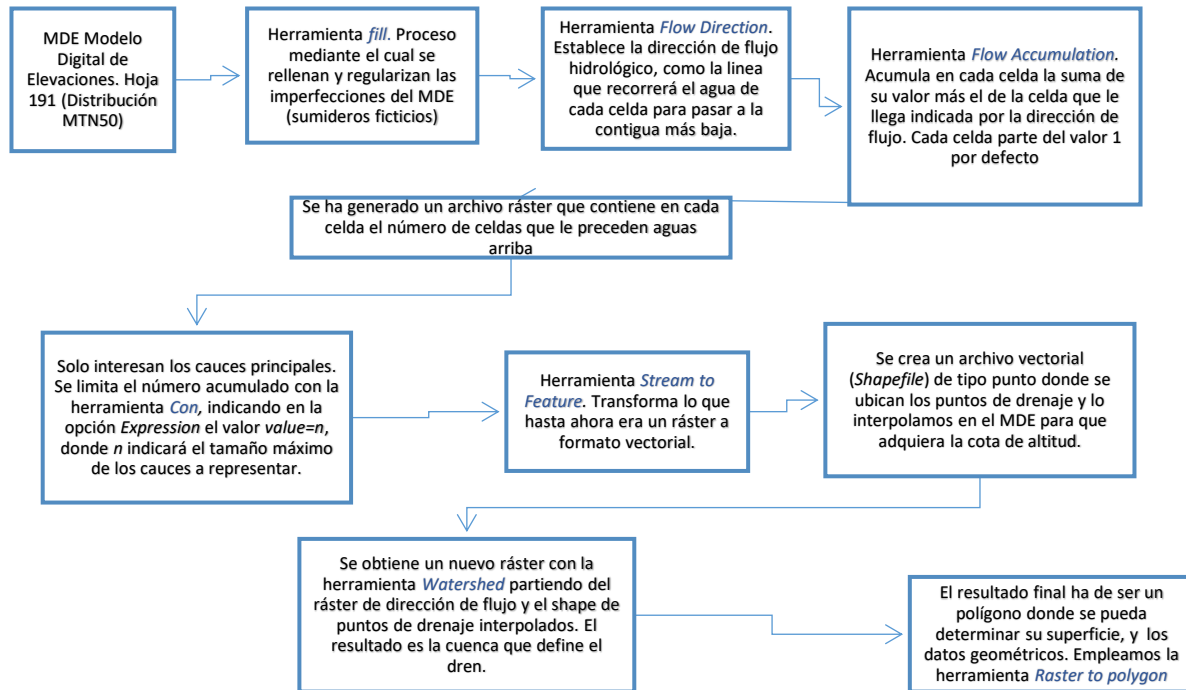 MDE Modelo
Digital de
Elevaciones. Hoja
191 (Distribución
MTN50)
Herramienta fill. Proceso
mediante el cual se
rellenan y regularizan las
imperfecciones del MDE
(sumideros ficticios)
Herramienta Flow Direction.
Establece la dirección de flujo
hidrológico, como la linea
que recorrerá el agua de
cada celda para pasar a la
contigua más baja.
Herramienta Flow Accumulation.
Acumula en cada celda la suma de
su valor más el de la celda que le
llega indicada por la dirección de
flujo. Cada celda parte del valor 1
por defecto
Se ha generado un archivo ráster que contiene en cada
celda el número de celdas que le preceden aguas
arriba
Solo interesan los cauces principales.
Se limita el número acumulado con la
herramienta Con, indicando en la
opción Expression el valor value=n,
donde n indicará el tamaño máximo
de los cauces a representar.
Herramienta Stream to
Feature. Transforma lo que
hasta ahora era un ráster a
formato vectorial.
Se crea un archivo vectorial
(Shapefile) de tipo punto donde se
ubican los puntos de drenaje y lo
interpolamos en el MDE para que
adquiera la cota de altitud.
Se obtiene un nuevo ráster con la
herramienta Watershed partiendo del
ráster de dirección de flujo y el shape de
puntos de drenaje interpolados. El
resultado es la cuenca que define el
dren.
El resultado final ha de ser un
polígono donde se pueda
determinar su superficie, y los
datos geométricos. Empleamos la
herramienta Raster to polygon